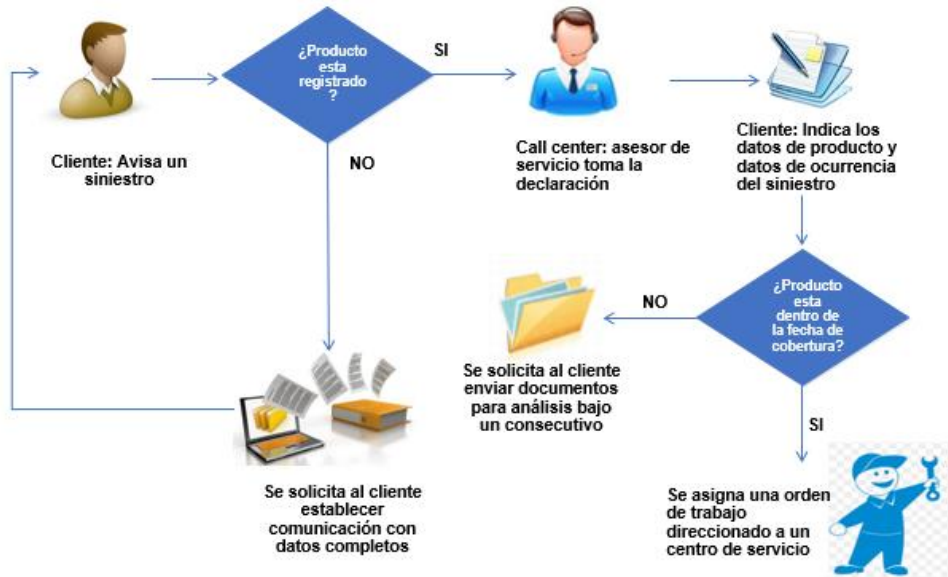 ¿Producto
esta
registrado
?
SI
Cliente: Avisa un
siniestro
NO
Call center: asesor de
servicio toma la
declaración
Cliente: Indica los
datos de producto y
datos de ocurrencia
del siniestro
¿Producto
esta
dentro de
la fecha de
cobertura?
NO
Se solicita al cliente
enviar documentos
para análisis bajo
un consecutivo
SI
Se solicita al cliente
establecer
comunicación con
datos completos
Se asigna una orden
de trabajo
direccionado a un
centro de servicio